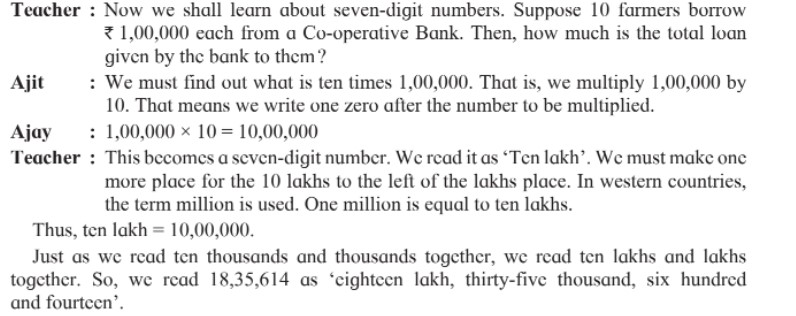 Teacher : Now we shall learn about seven-digit numbers. Suppose 10 farmers borrow
₹ 1,00,000 each from a Co-operative Bank. Then, how much is the total loan
given by the bank to them?
Ajit : We must find out what is ten times 1,00,000. That is, we multiply 1,00,000 by
10. That means we write one zero after the number to be multiplied.
Ajay : 1,00,000 × 10 = 10,00,000
Teacher : This becomes a seven-digit number. We read it as ‘Ten lakh’. We must make one
more place for the 10 lakhs to the left of the lakhs place. In western countries,
the term million is used. One million is equal to ten lakhs.
Thus, ten lakh = 10,00,000.
Just as we read ten thousands and thousands together, we read ten lakhs and lakhs
together. So, we read 18,35,614 as ‘eighteen lakh, thirty-five thousand, six hundred
and fourteen’.